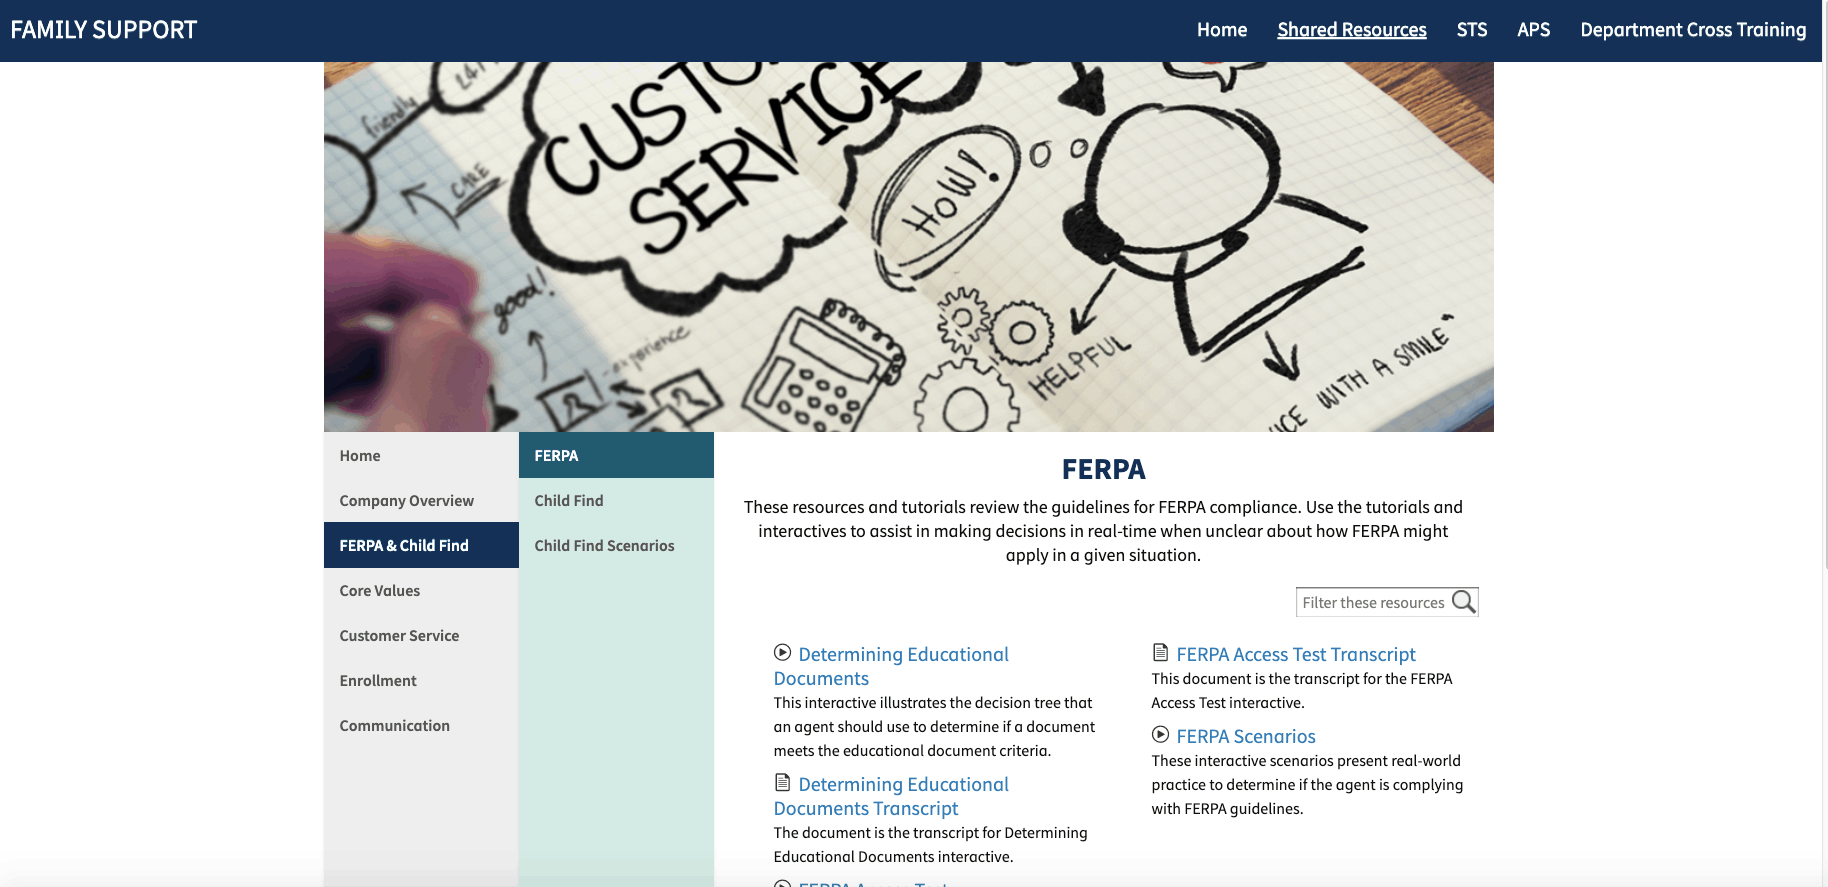 FAMILY SUPPORT
Home
Shared Resources
STS
APS
Department Cross Training
24/7
friendly
CARE
CUSTO
SERVICE
HOW!
good!
experience
HELPFUL
WITH A SMILE"
Home
Company Overview
FERPA & Child Find
Core Values
Customer Service
Enrollment
Communication
FERPA
Child Find
Child Find Scenarios
FERPA
These resources and tutorials review the guidelines for FERPA compliance. Use the tutorials and
interactives to assist in making decisions in real-time when unclear about how FERPA might
apply in a given situation.
Filter these resources
Determining Educational
Documents
This interactive illustrates the decision tree that
an agent should use to determine if a document
meets the educational document criteria.
Determining Educational
Documents Transcript
The document is the transcript for Determining
Educational Documents interactive.
FERPA Access Test
FERPA Access Test Transcript
This document is the transcript for the FERPA
Access Test interactive.
FERPA Scenarios
These interactive scenarios present real-world
practice to determine if the agent is complying
with FERPA guidelines.